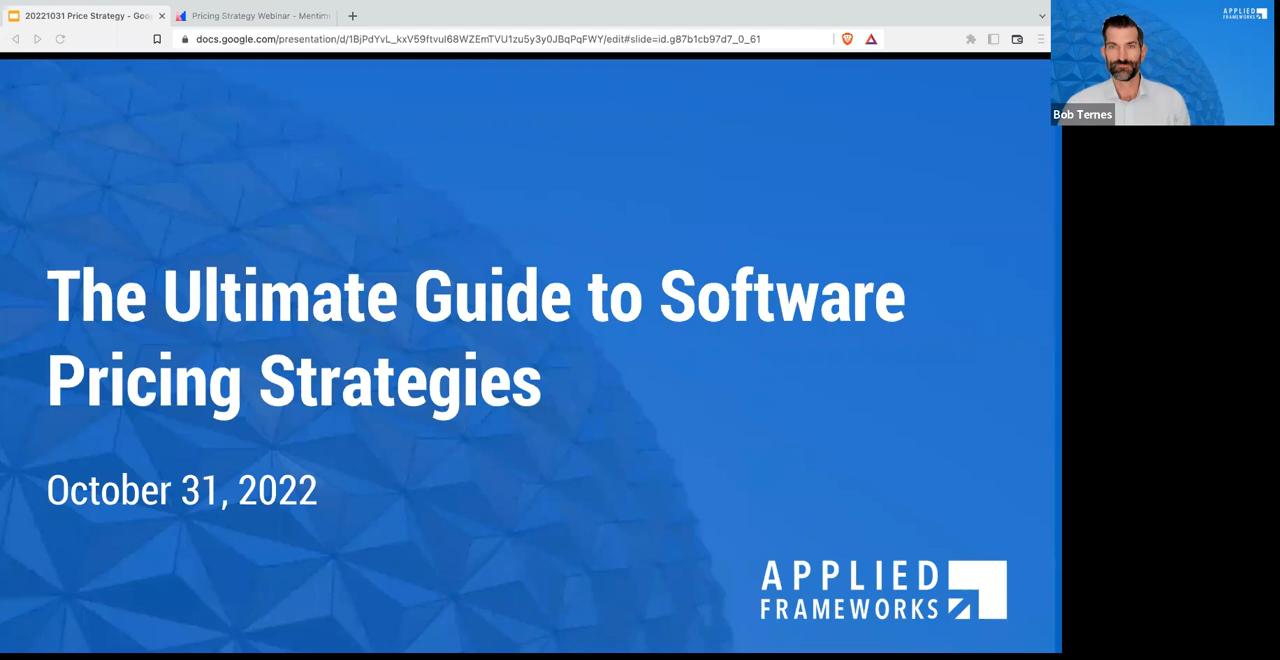 20221031 Price Strategy - Goo
Pricing Strategy Webinar - Mentime
docs.google.com/presentation/d/1BjPdYvL_kxV59ftvul68WZEmTVU1zu5y3y0JBqPqFWY/edit#slide=id.g87b1cb97d7_0_61
APPLIED
FRAMEWORKS
Bob Ternes
The Ultimate Guide to Software
Pricing Strategies
October 31, 2022
APPLIED
FRAMEWORKS